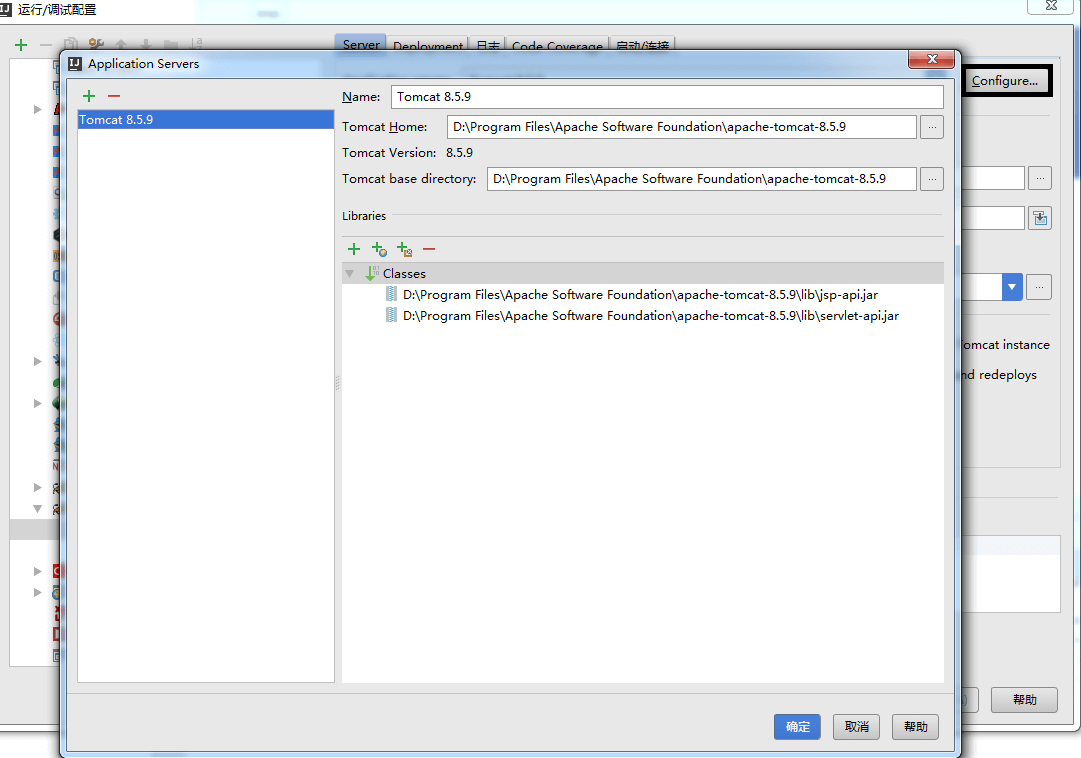 运行/调试配置
Server Deployment 日志 Code Coverage 启动/连接
Application Servers
Configure...
Name: Tomcat 8.5.9
Tomcat 8.5.9
Tomcat Home: D:\Program Files\Apache Software Foundation\apache-tomcat-8.5.9
Tomcat Version: 8.5.9
Tomcat base directory: D:\Program Files\Apache Software Foundation\apache-tomcat-8.5.9
Libraries
Classes
D:\Program Files\Apache Software Foundation\apache-tomcat-8.5.9\lib\jsp-api.jar
D:\Program Files\Apache Software Foundation\apache-tomcat-8.5.9\lib\servlet-api.jar
omcat instance
nd redeploys
帮助
确定 取消 帮助